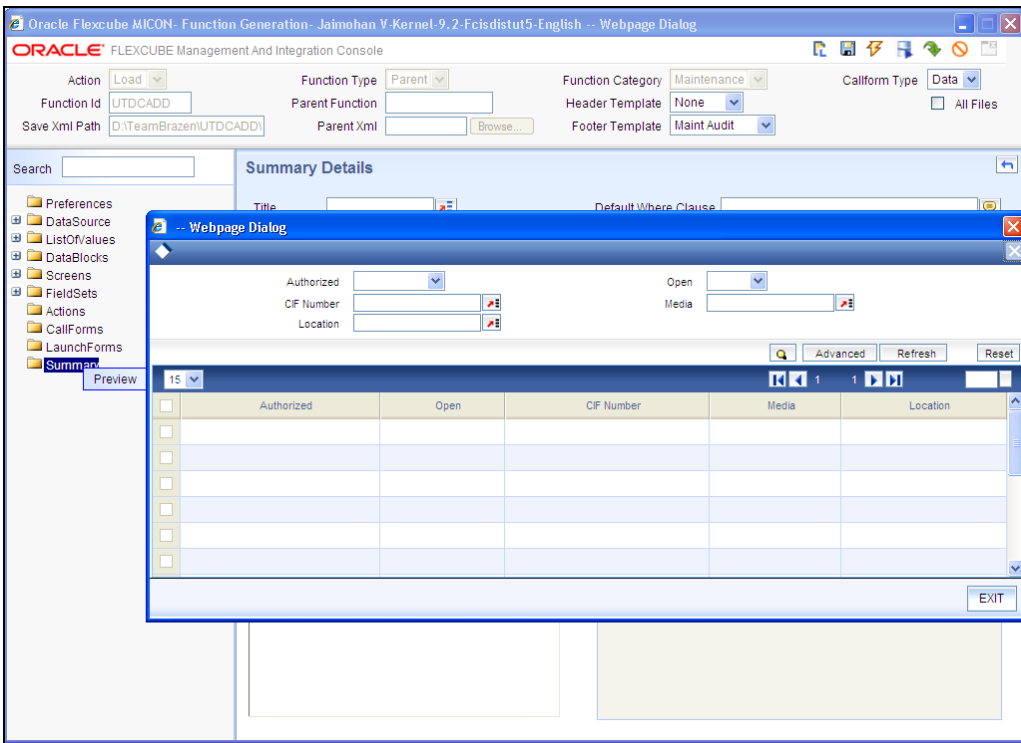 Oracle Flexcube MICON- Function Generation- Jaimohan V-Kernel-9.2-Fcisdistut5-English -- Webpage Dialog
ORACLE FLEXCUBE Management And Integration Console
Action Load Function Type Parent Function Category Maintenance Callform Type Data
Function Id UTDCADD Parent Function Header Template None All Files
Save Xml Path D:\TeamBrazen\UTDCADD\ Parent Xml Browse... Footer Template Maint Audit
Search
Summary Details
Title Default Where Clause
Preferences
DataSource
ListOfValues
DataBlocks
Screens
FieldSets
Actions
CallForms
LaunchForms
Summary
Preview
-- Webpage Dialog
Authorized Open
CIF Number Media
Location
Advanced Refresh Reset
15 1 1
Authorized Open CIF Number Media Location
EXIT